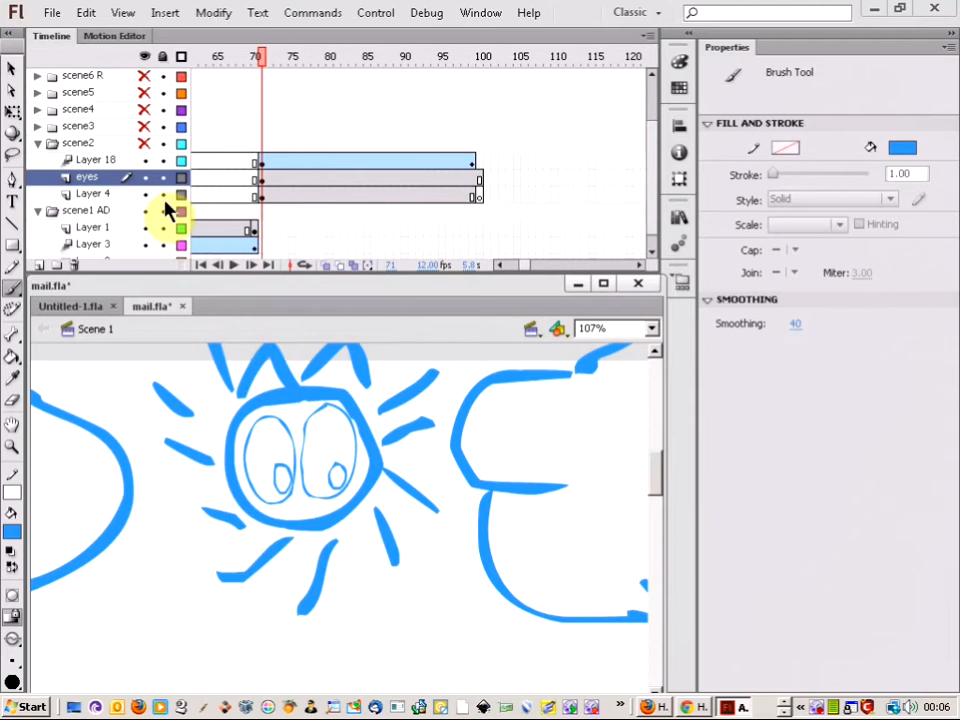 Fl File Edit View Insert Modify Text Commands Control Debug Window Help Classic
Timeline Motion Editor
65 70 75 80 85 90 95 100 105 110 115 120
scene6 R
scene5
scene4
scene3
scene2
Layer 18
eyes
Layer 4
scene1 AD
Layer 1
Layer 3
71 12.00 fps 5.8 s
mail.fla*
Untitled-1.fla × mail.fla* ×
Scene 1 107%
Properties
Brush Tool
FILL AND STROKE
Stroke: 1.00
Style: Solid
Scale: Hinting
Cap: Join: Miter: 3.00
SMOOTHING
Smoothing: 40
Start H. H. A. 00:06